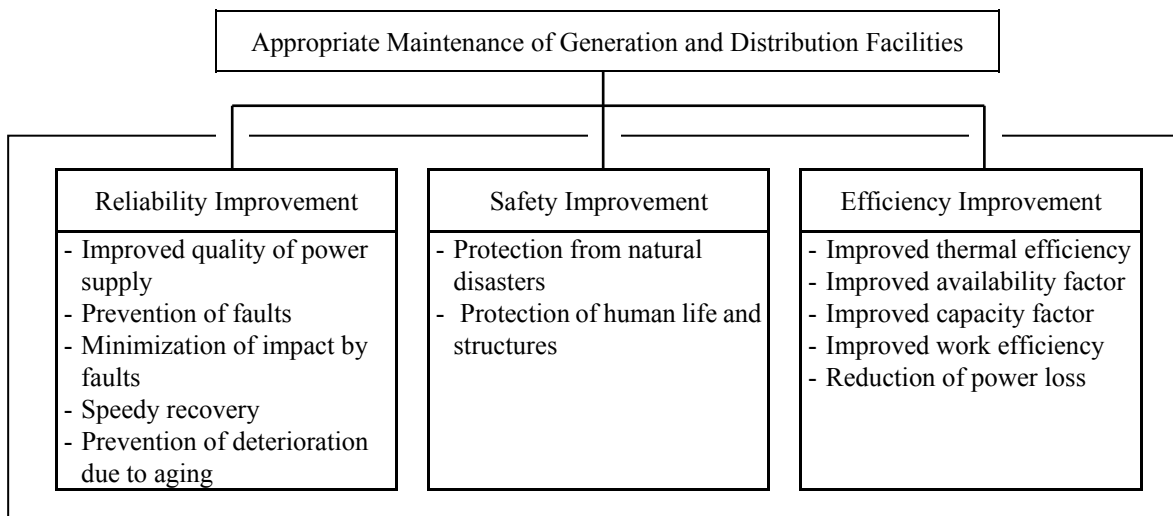 Appropriate Maintenance of Generation and Distribution Facilities
Reliability Improvement
- Improved quality of power
supply
- Prevention of faults
- Minimization of impact by
faults
- Speedy recovery
- Prevention of deterioration
due to aging
Safety Improvement
- Protection from natural
disasters
- Protection of human life and
structures
Efficiency Improvement
- Improved thermal efficiency
- Improved availability factor
- Improved capacity factor
- Improved work efficiency
- Reduction of power loss